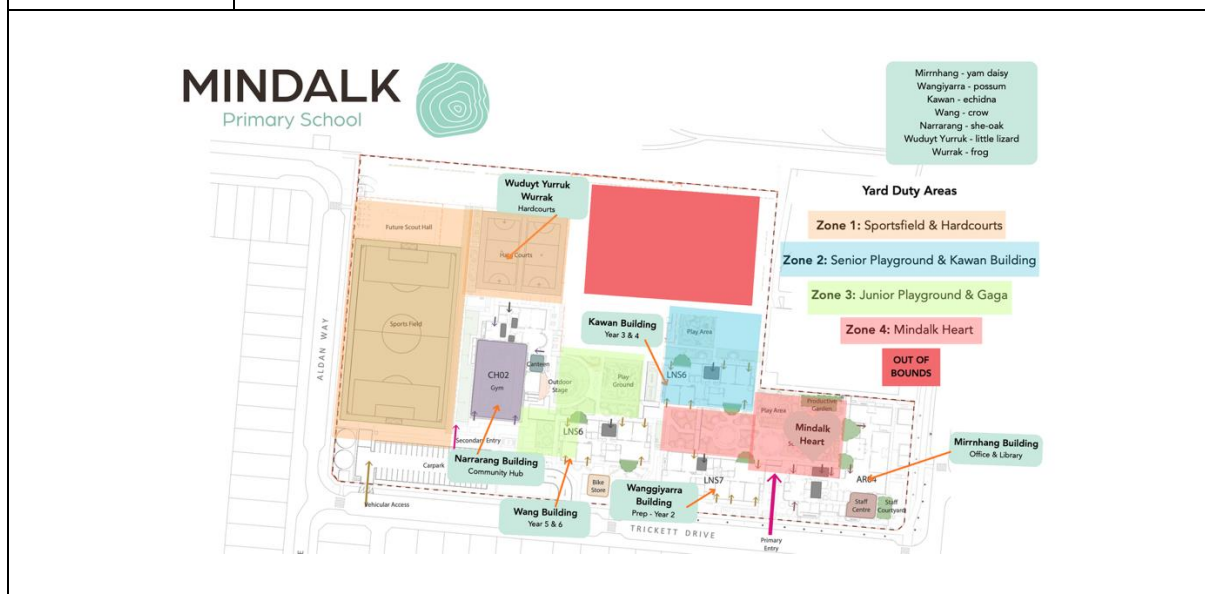 MINDALK
Primary School
Mirrnhang - yam daisy
Wangiyarra - possum
Kawan - echidna
Wang - crow
Narrarang - she-oak
Wuduyt Yurruk - little lizard
Wurrak - frog
Yard Duty Areas
Zone 1: Sportsfield & Hardcourts
Zone 2: Senior Playground & Kawan Building
Zone 3: Junior Playground & Gaga
Zone 4: Mindalk Heart
OUT OF
BOUNDS
Wuduyt Yurruk
Wurrak
Hardcourts
Future Scout Hall
Hard Courts
Sports Field
ALDAN WAY
Kawan Building
Year 3 & 4
Play Area
LNS6
CH02
Gym
Canteen
Outdoor
Stage
Play
Ground
LNS6
Secondary Entry
Narrarang Building
Community Hub
Carpark
Vehicular Access
Wang Building
Year 5 & 6
Bike
Store
Wanggiyarra
Building
Prep - Year 2
LNS7
Play Area
Productive
Garden
Mindalk
Heart
Mirrnhang Building
Office & Library
Staff
Centre
Staff
Courtyard
TRICKETT DRIVE
Primary
Entry